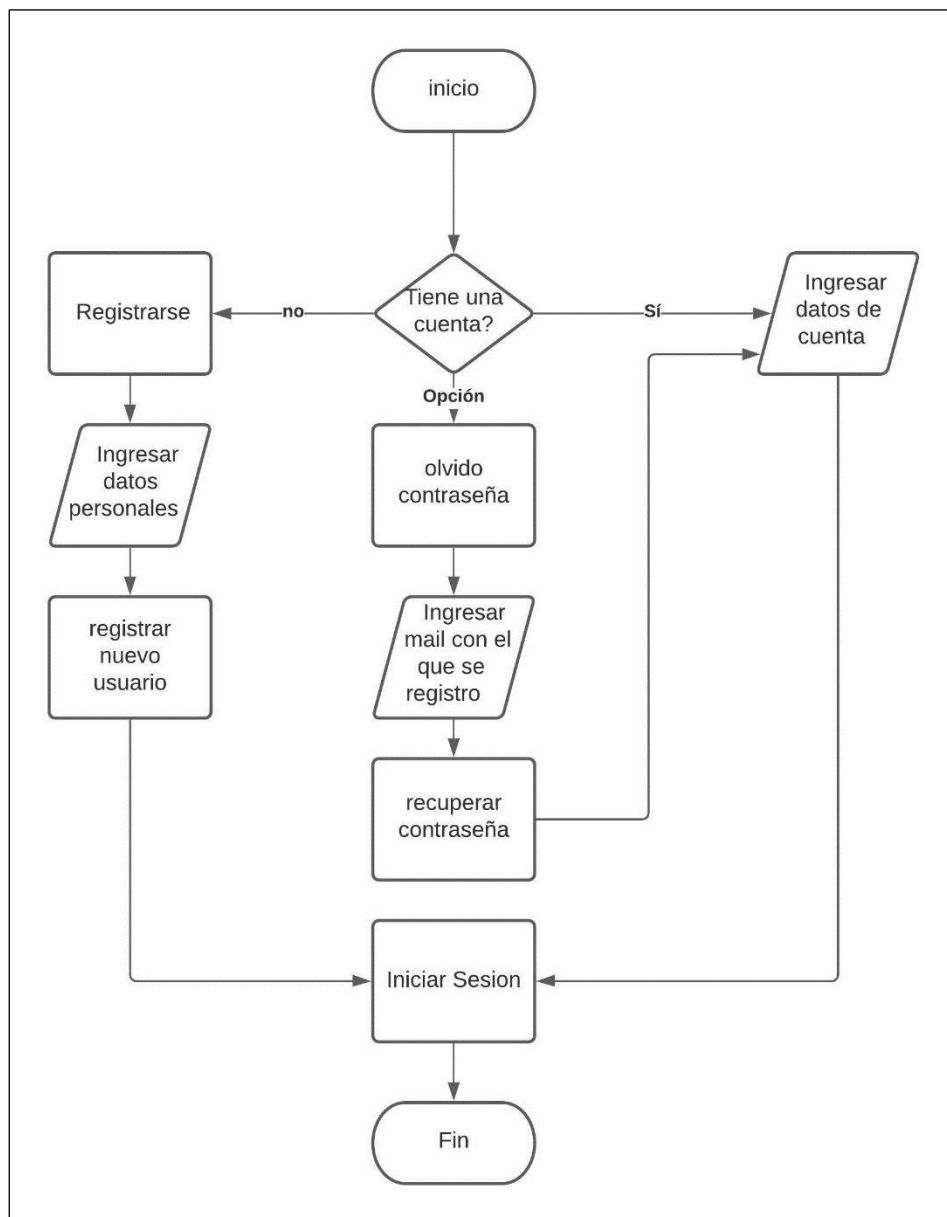 inicio
Registrarse
no
Tiene una
cuenta?
Sí
Ingresar
datos de
cuenta
Opción
Ingresar
datos
personales
olvido
contraseña
registrar
nuevo
usuario
Ingresar
mail con el
que se
registro
recuperar
contraseña
Iniciar Sesion
Fin